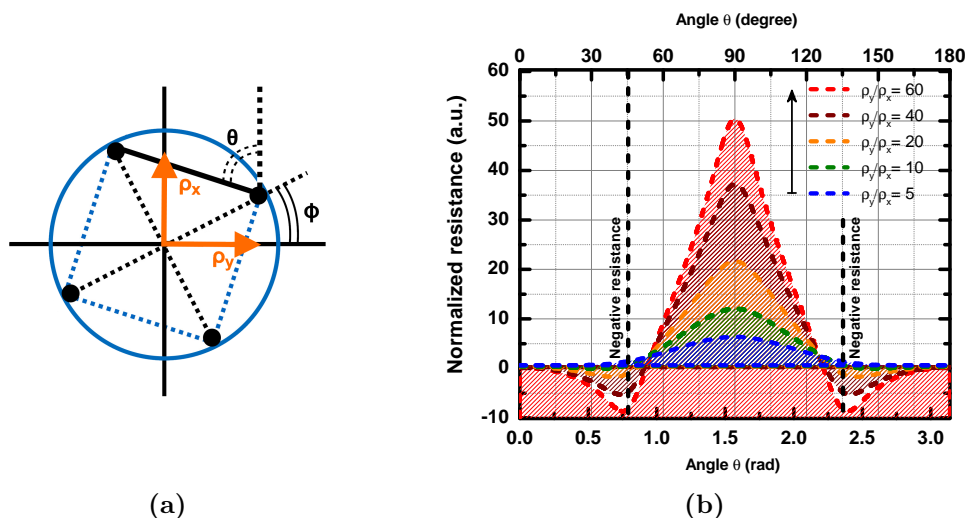 θ
ρx
ϕ
ρy
(a)
Angle θ (degree)
0 30 60 90 120 150 180
Normalized resistance (a.u.)
60
50
40
30
20
10
0
-10
ρy/ρx= 60
ρy/ρx= 40
ρy/ρx= 20
ρy/ρx= 10
ρy/ρx= 5
Negative resistance
Negative resistance
0.0 0.5 1.0 1.5 2.0 2.5 3.0
Angle θ (rad)
(b)